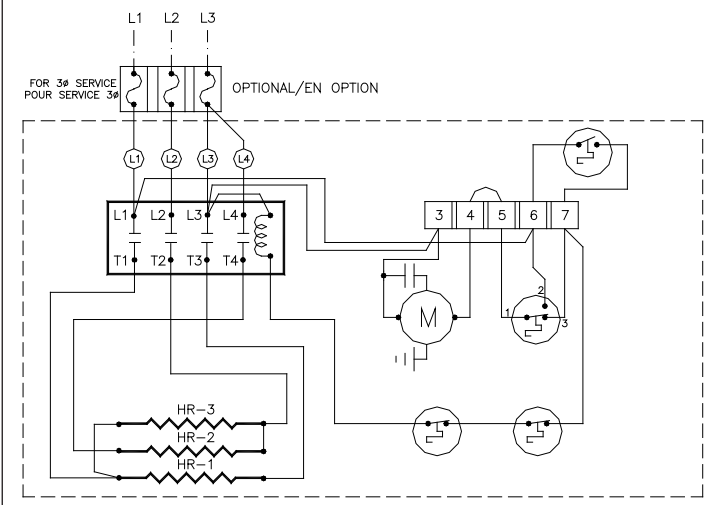 L1 L2 L3
FOR 3ø SERVICE
POUR SERVICE 3ø
OPTIONAL/EN OPTION
L1 L2 L3 L4
L1 L2 L3 L4
T1 T2 T3 T4
3 4 5 6 7
M
2
1
3
HR-3
HR-2
HR-1